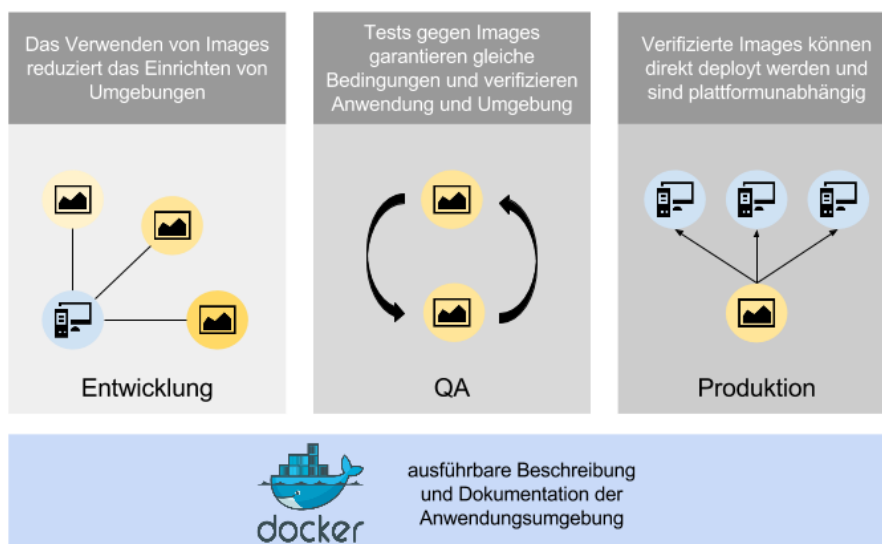 Das Verwenden von Images
reduziert das Einrichten von
Umgebungen
Tests gegen Images
garantieren gleiche
Bedingungen und verifizieren
Anwendung und Umgebung
Verifizierte Images können
direkt deployt werden und
sind plattformunabhängig
Entwicklung
QA
Produktion
docker
ausführbare Beschreibung
und Dokumentation der
Anwendungsumgebung